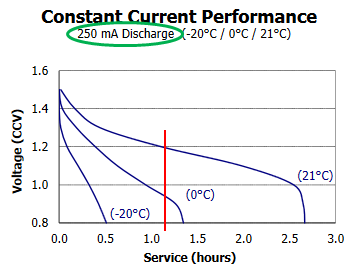 Constant Current Performance
250 mA Discharge (-20°C / 0°C / 21°C)
Voltage (CCV)
1.6
1.4
1.2
1.0
0.8
(21°C)
(0°C)
(-20°C)
0.0 0.5 1.0 1.5 2.0 2.5 3.0
Service (hours)